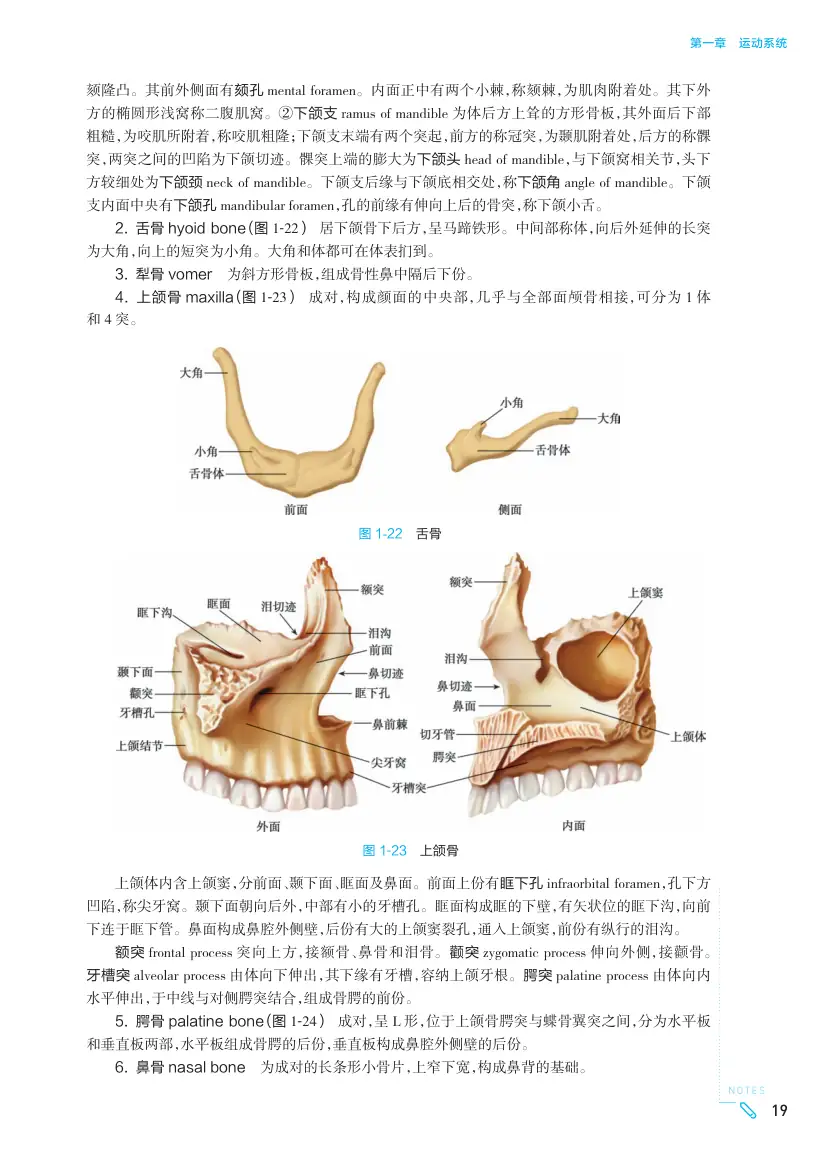 第一章　运动系统
颏隆凸。其前外侧面有颏孔 mental foramen。内面正中有两个小棘,称颏棘,为肌肉附着处。其下外
方的椭圆形浅窝称二腹肌窝。②下颌支 ramus of mandible 为体后方上耸的方形骨板,其外面后下部
粗糙,为咬肌所附着,称咬肌粗隆;下颌支末端有两个突起,前方的称冠突,为颞肌附着处,后方的称髁
突,两突之间的凹陷为下颌切迹。髁突上端的膨大为下颌头 head of mandible,与下颌窝相关节,头下
方较细处为下颌颈 neck of mandible。下颌支后缘与下颌底相交处,称下颌角 angle of mandible。下颌
支内面中央有下颌孔 mandibular foramen,孔的前缘有伸向上后的骨突,称下颌小舌。
2. 舌骨 hyoid bone(图 1-22)　居下颌骨下后方,呈马蹄铁形。中间部称体,向后外延伸的长突
为大角,向上的短突为小角。大角和体都可在体表扪到。
3. 犁骨 vomer　为斜方形骨板,组成骨性鼻中隔后下份。
4. 上颌骨 maxilla(图 1-23)　成对,构成颜面的中央部,几乎与全部面颅骨相接,可分为 1 体
和 4 突。
大角
小角
舌骨体
前面
小角
大角
舌骨体
侧面
图 1-22　舌骨
额突
眶面
泪切迹
眶下沟
泪沟
前面
颞下面
鼻切迹
颧突
眶下孔
牙槽孔
鼻前棘
上颌结节
尖牙窝
牙槽突
外面
额突
上颌窦
泪沟
鼻切迹
鼻面
切牙管
上颌体
腭突
内面
图 1-23　上颌骨
上颌体内含上颌窦,分前面、颞下面、眶面及鼻面。前面上份有眶下孔 infraorbital foramen,孔下方
凹陷,称尖牙窝。颞下面朝向后外,中部有小的牙槽孔。眶面构成眶的下壁,有矢状位的眶下沟,向前
下连于眶下管。鼻面构成鼻腔外侧壁,后份有大的上颌窦裂孔,通入上颌窦,前份有纵行的泪沟。
额突 frontal process 突向上方,接额骨、鼻骨和泪骨。颧突 zygomatic process 伸向外侧,接颧骨。
牙槽突 alveolar process 由体向下伸出,其下缘有牙槽,容纳上颌牙根。腭突 palatine process 由体向内
水平伸出,于中线与对侧腭突结合,组成骨腭的前份。
5. 腭骨 palatine bone(图 1-24)　成对,呈 L 形,位于上颌骨腭突与蝶骨翼突之间,分为水平板
和垂直板两部,水平板组成骨腭的后份,垂直板构成鼻腔外侧壁的后份。
6. 鼻骨 nasal bone　为成对的长条形小骨片,上窄下宽,构成鼻背的基础。
NOTES
19